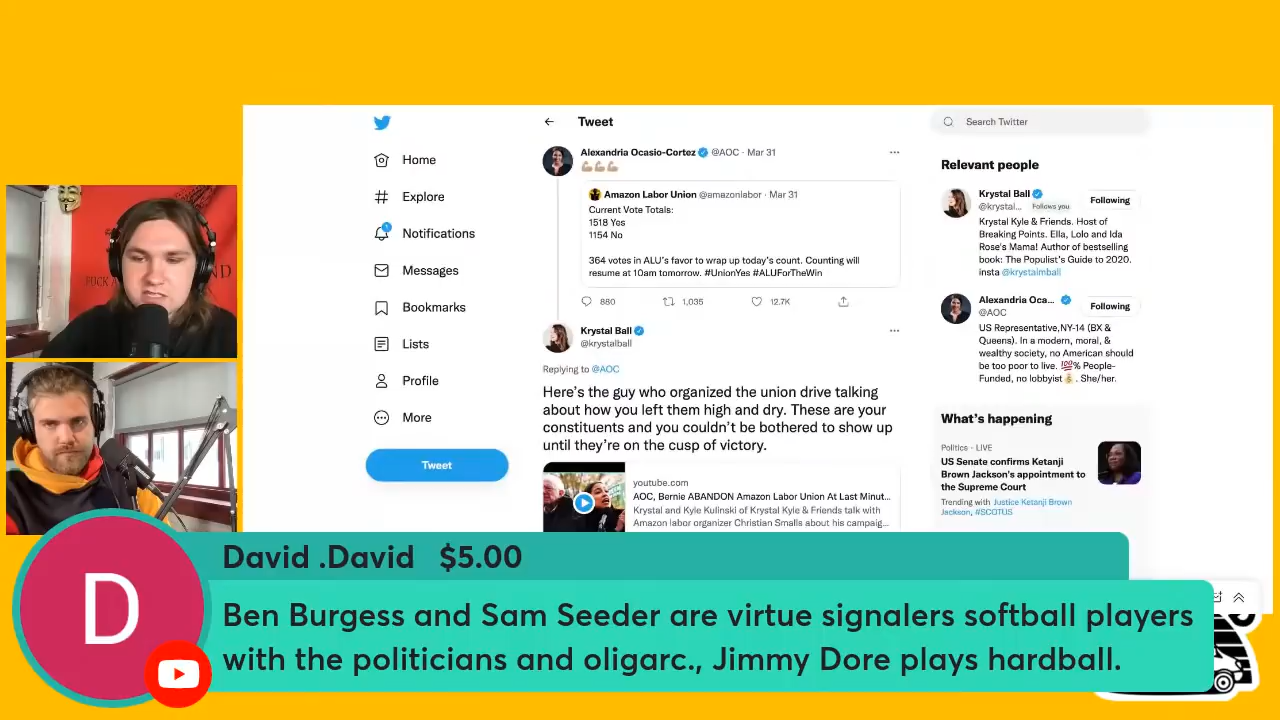 Tweet
Search Twitter
Home
Explore
Notifications
Messages
Bookmarks
Lists
Profile
More
Tweet
Alexandria Ocasio-Cortez @AOC · Mar 31
Amazon Labor Union @amazonlabor · Mar 31
Current Vote Totals:
1518 Yes
1154 No
364 votes in ALU's favor to wrap up today's count. Counting will
resume at 10am tomorrow. #UnionYes #ALUForTheWin
880 1,035 12.7K
Krystal Ball
@krystalball
Replying to @AOC
Here's the guy who organized the union drive talking
about how you left them high and dry. These are your
constituents and you couldn't be bothered to show up
until they're on the cusp of victory.
youtube.com
AOC, Bernie ABANDON Amazon Labor Union At Last Minut...
Krystal and Kyle Kulinski of Krystal Kyle & Friends talk with
Amazon labor organizer Christian Smalls about his campaig...
Relevant people
Krystal Ball
@krystal... Follows you
Following
Krystal Kyle & Friends. Host of
Breaking Points. Ella, Lolo and Ida
Rose's Mama! Author of bestselling
book: The Populist's Guide to 2020.
insta @krystalmball
Alexandria Oca...
@AOC
Following
US Representative,NY-14 (BX &
Queens). In a modern, moral, &
wealthy society, no American should
be too poor to live. 💯% People-
Funded, no lobbyist💰. She/her.
What's happening
Politics · LIVE
US Senate confirms Ketanji
Brown Jackson's appointment to
the Supreme Court
Trending with Justice Ketanji Brown
Jackson, #SCOTUS
David .David $5.00
D
Ben Burgess and Sam Seeder are virtue signalers softball players
with the politicians and oligarc., Jimmy Dore plays hardball.